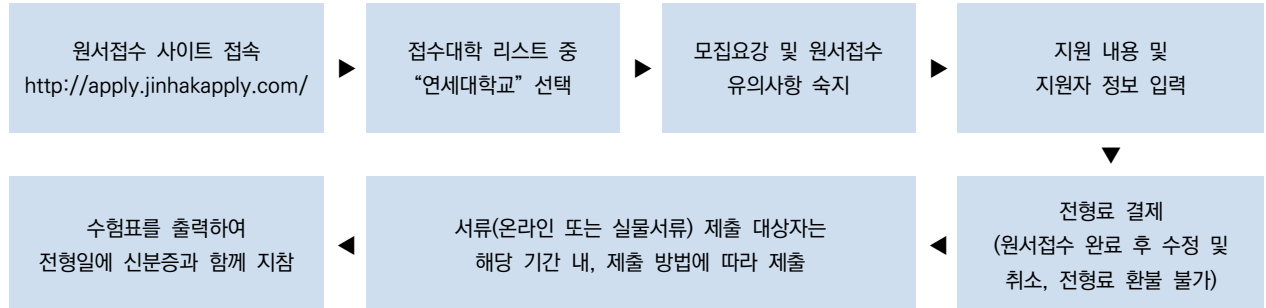 원서접수 사이트 접속
http://apply.jinhakapply.com/
▶
접수대학 리스트 중
“연세대학교” 선택
▶
모집요강 및 원서접수
유의사항 숙지
▶
지원 내용 및
지원자 정보 입력
▼
전형료 결제
(원서접수 완료 후 수정 및
취소, 전형료 환불 불가)
◀
서류(온라인 또는 실물서류) 제출 대상자는
해당 기간 내, 제출 방법에 따라 제출
◀
수험표를 출력하여
전형일에 신분증과 함께 지참